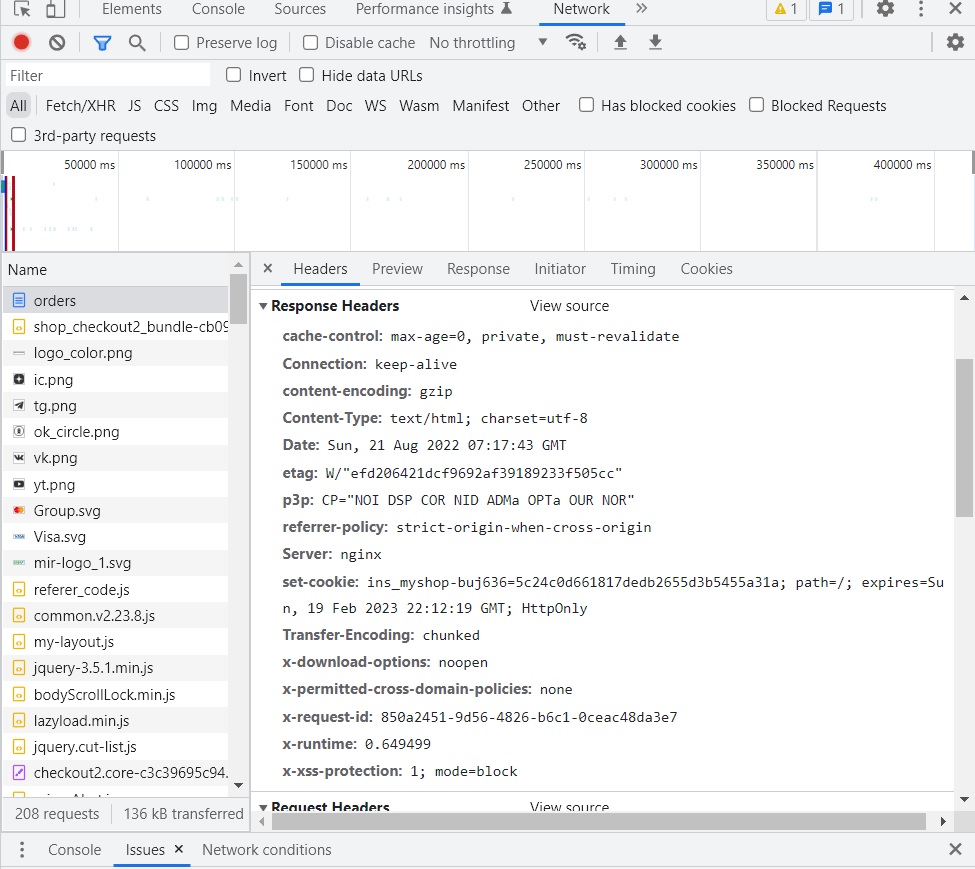 Elements Console Sources Performance insights Network 1 1
Preserve log Disable cache No throttling
Filter Invert Hide data URLs
All Fetch/XHR JS CSS Img Media Font Doc WS Wasm Manifest Other Has blocked cookies Blocked Requests
3rd-party requests
50000 ms 100000 ms 150000 ms 200000 ms 250000 ms 300000 ms 350000 ms 400000 ms
Name
orders
shop_checkout2_bundle-cb09
logo_color.png
ic.png
tg.png
ok_circle.png
vk.png
yt.png
Group.svg
Visa.svg
mir-logo_1.svg
referer_code.js
common.v2.23.8.js
my-layout.js
jquery-3.5.1.min.js
bodyScrollLock.min.js
lazyload.min.js
jquery.cut-list.js
checkout2.core-c3c39695c94.
208 requests 136 kB transferred
Headers Preview Response Initiator Timing Cookies
Response Headers View source
cache-control: max-age=0, private, must-revalidate
Connection: keep-alive
content-encoding: gzip
Content-Type: text/html; charset=utf-8
Date: Sun, 21 Aug 2022 07:17:43 GMT
etag: W/"efd206421dcf9692af39189233f505cc"
p3p: CP="NOI DSP COR NID ADMa OPTa OUR NOR"
referrer-policy: strict-origin-when-cross-origin
Server: nginx
set-cookie: ins_myshop-buj636=5c24c0d661817dedb2655d3b5455a31a; path=/; expires=Su
n, 19 Feb 2023 22:12:19 GMT; HttpOnly
Transfer-Encoding: chunked
x-download-options: noopen
x-permitted-cross-domain-policies: none
x-request-id: 850a2451-9d56-4826-b6c1-0ceac48da3e7
x-runtime: 0.649499
x-xss-protection: 1; mode=block
Request Headers View source
Console Issues Network conditions